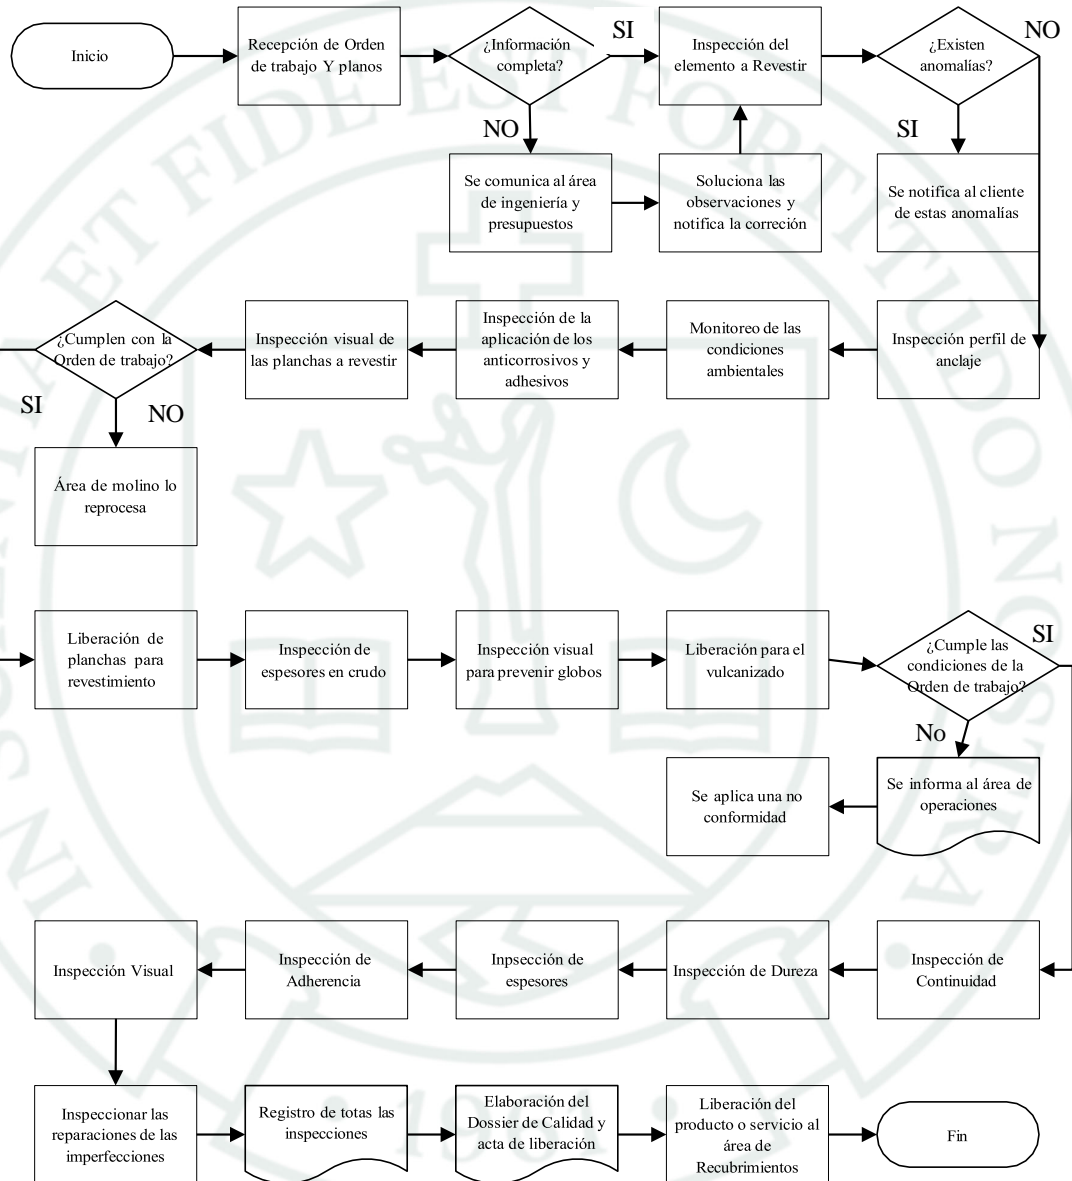 Inicio
Recepción de Orden
de trabajo Y planos
¿Información
completa?
SI
Inspección del
elemento a Revestir
¿Existen
anomalías?
NO
NO
SI
Se comunica al área
de ingeniería y
presupuestos
Soluciona las
observaciones y
notifica la correción
Se notifica al cliente
de estas anomalías
¿Cumplen con la
Orden de trabajo?
Inspección visual de
las planchas a revestir
Inspección de la
aplicación de los
anticorrosivos y
adhesivos
Monitoreo de las
condiciones
ambientales
Inspección perfil de
anclaje
SI
NO
Área de molino lo
reprocesa
Liberación de
planchas para
revestimiento
Inspección de
espesores en crudo
Inspección visual
para prevenir globos
Liberación para el
vulcanizado
¿Cumple las
condiciones de la
Orden de trabajo?
SI
No
Se aplica una no
conformidad
Se informa al área de
operaciones
Inspección Visual
Inspección de
Adherencia
Inpsección de
espesores
Inspección de Dureza
Inspección de
Continuidad
Inspeccionar las
reparaciones de las
imperfecciones
Registro de totas las
inspecciones
Elaboración del
Dossier de Calidad y
acta de liberación
Liberación del
producto o servicio al
área de
Recubrimientos
Fin
IN SCIENTIA ET FIDE EST FORTITUDO NOSTRA
1961